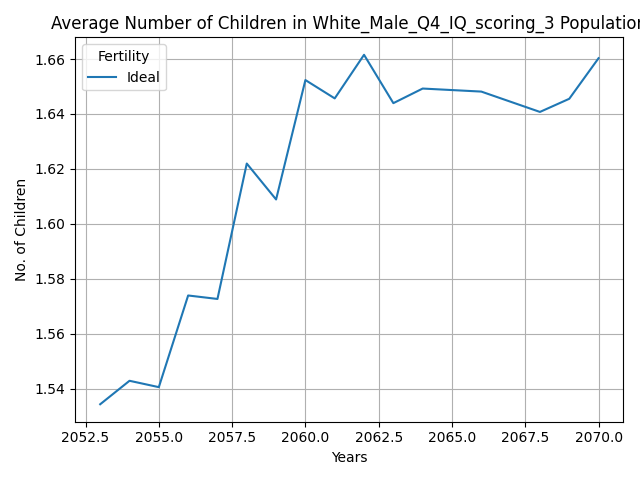 Average Number of Children in White_Male_Q4_IQ_scoring_3 Population
Fertility
Ideal
1.66
1.64
1.62
1.60
1.58
1.56
1.54
No. of Children
2052.5 2055.0 2057.5 2060.0 2062.5 2065.0 2067.5 2070.0
Years